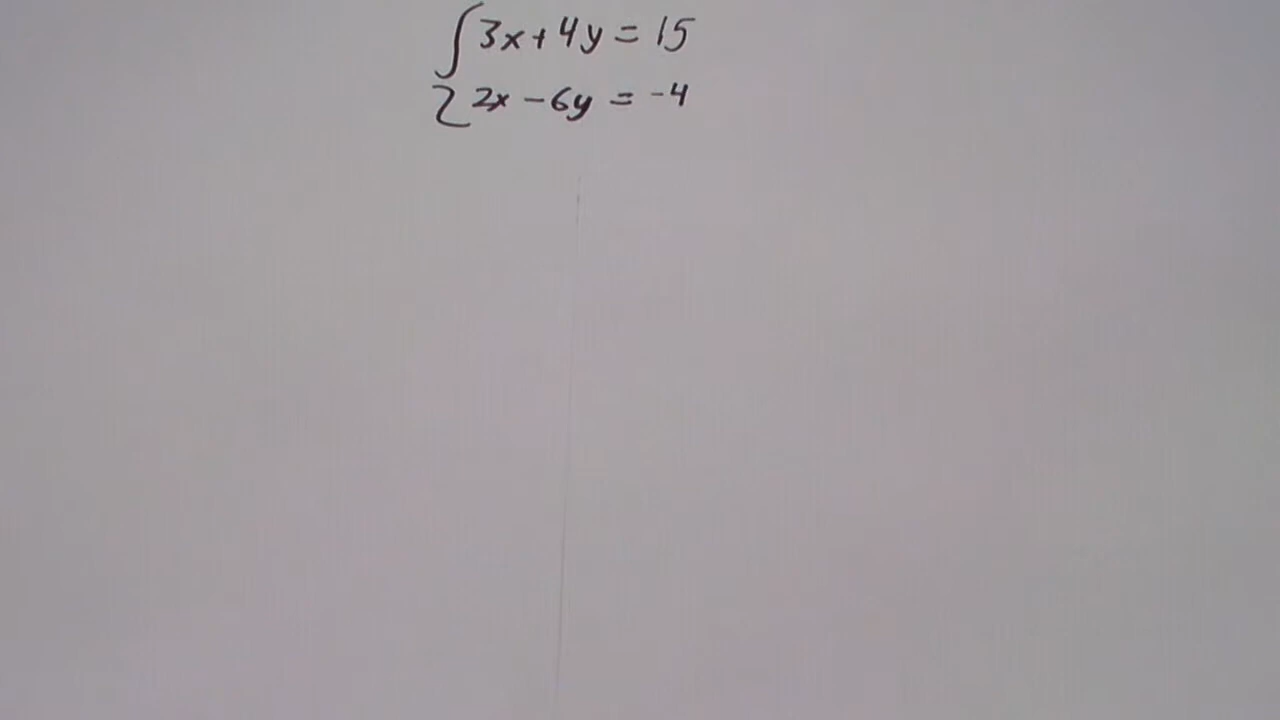 3x + 4y = 15
2x - 6y = -4